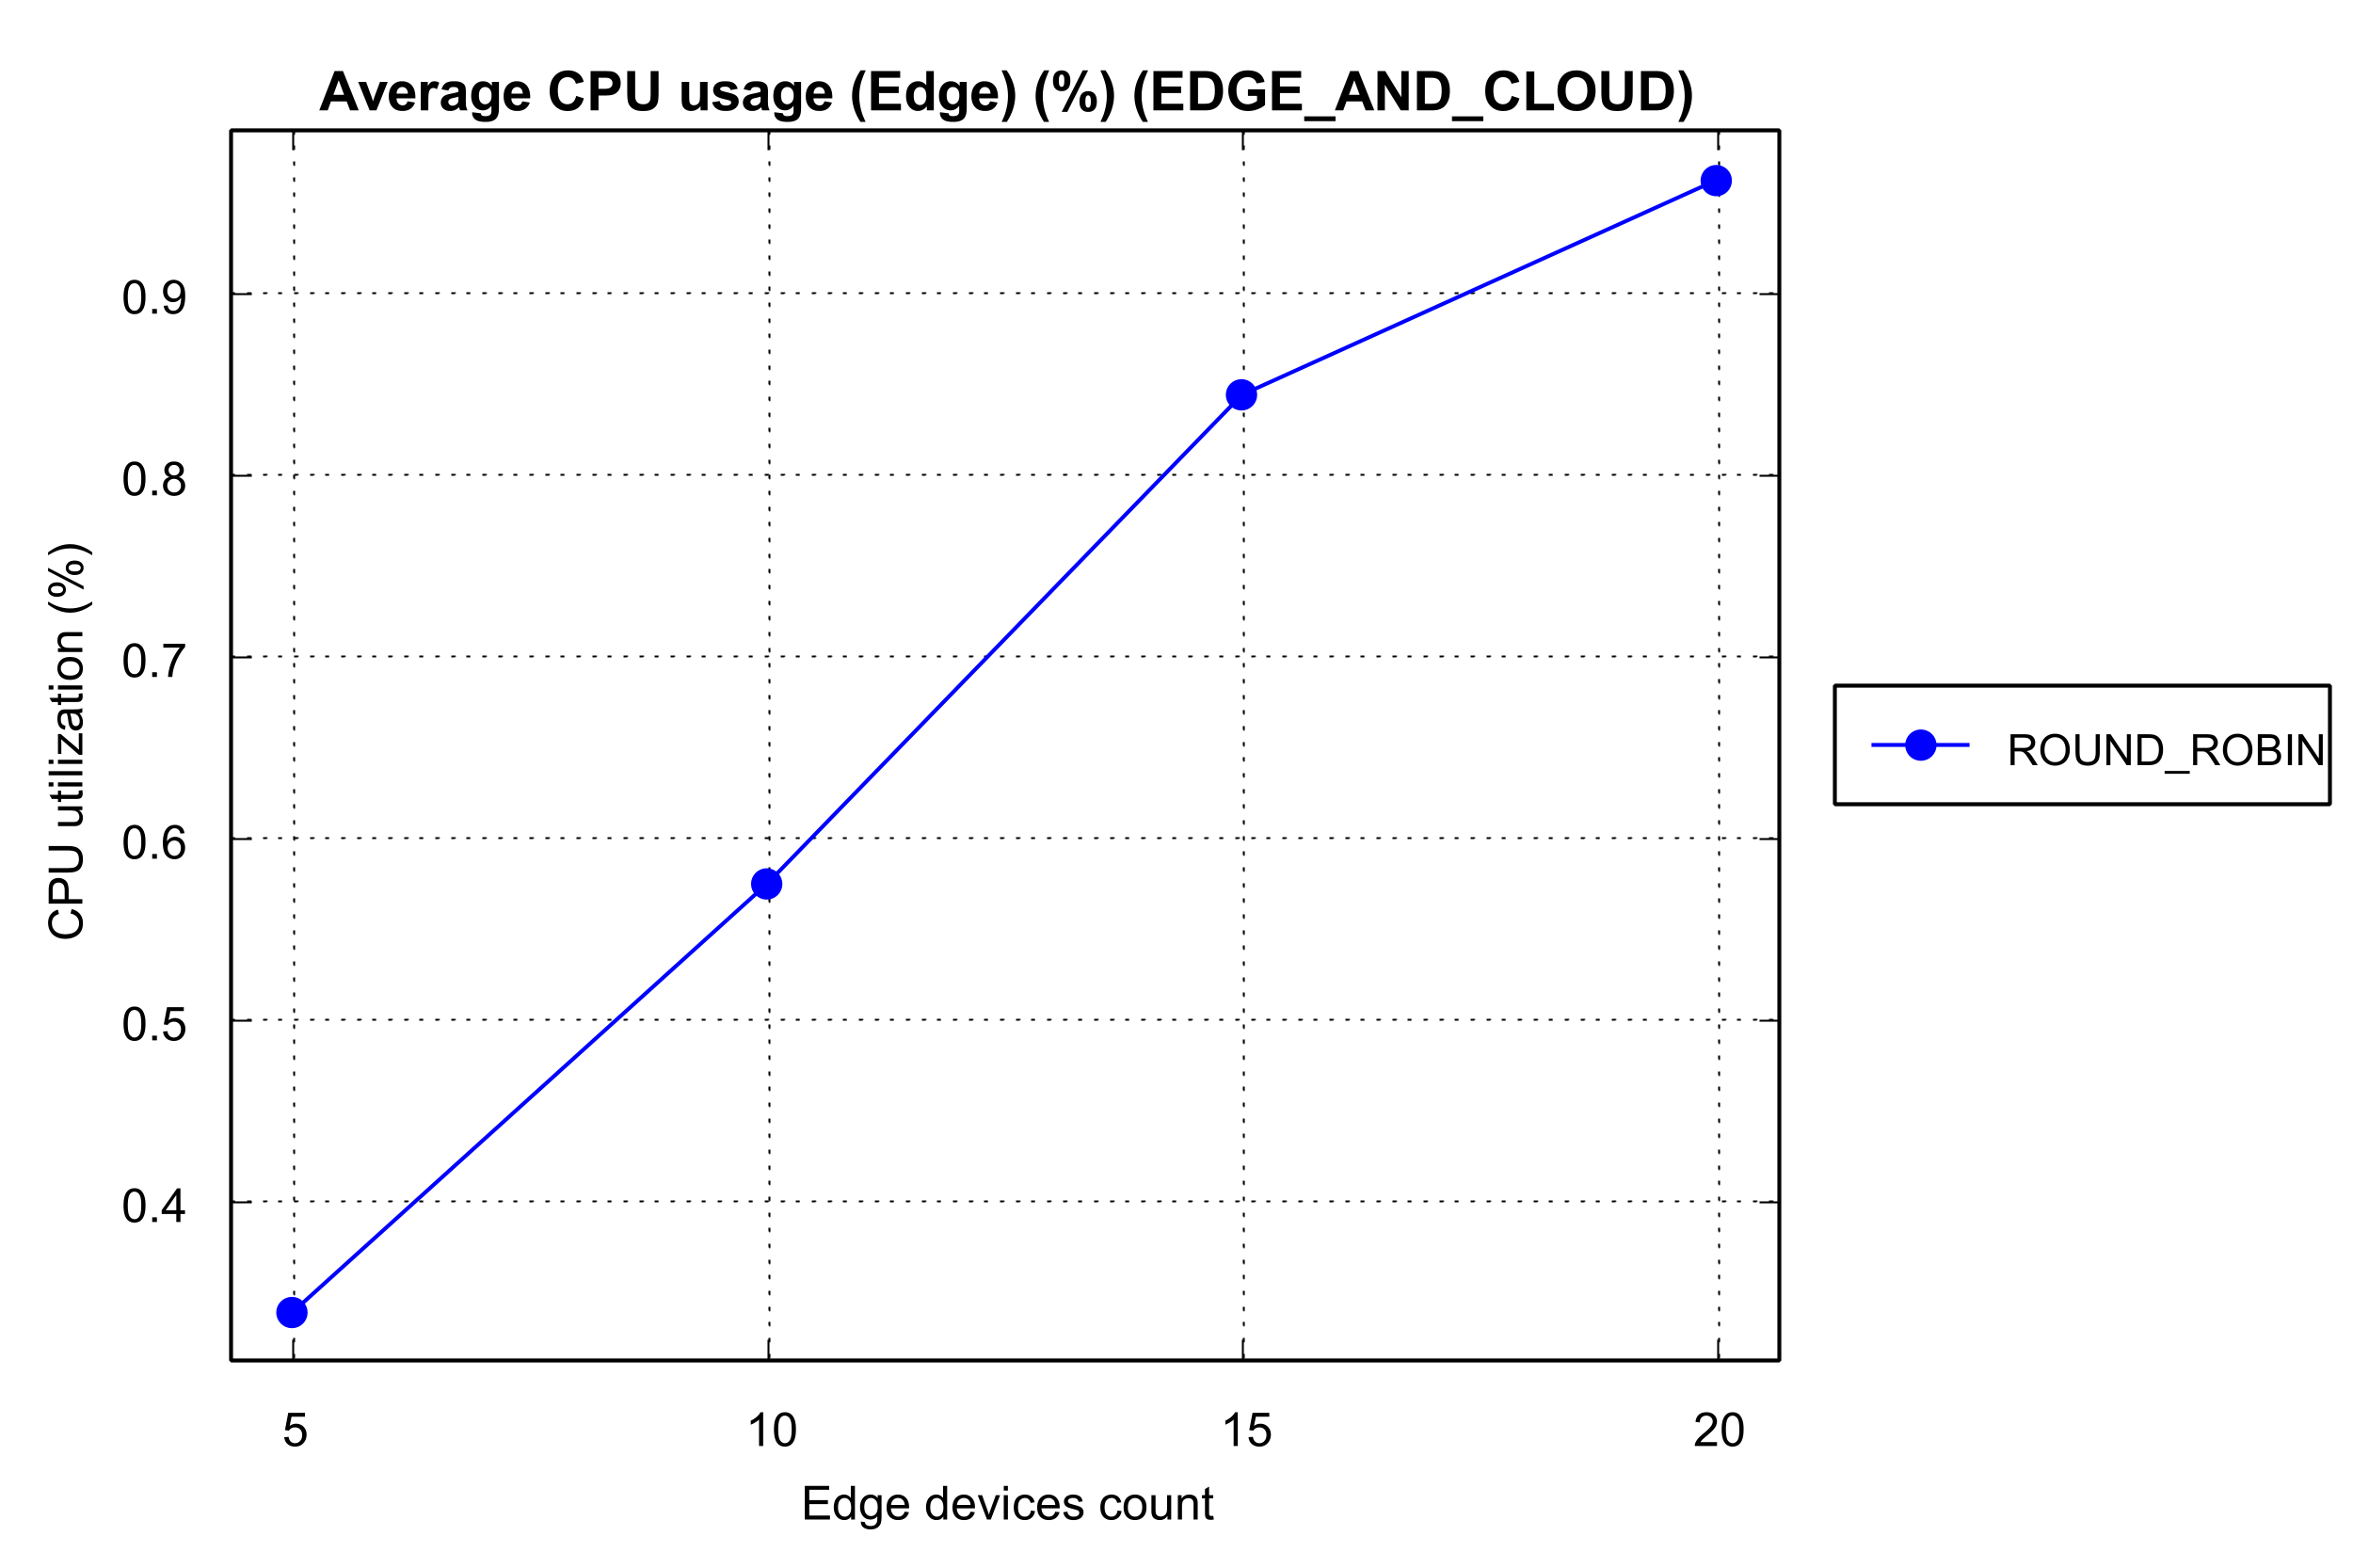 Average CPU usage (Edge) (%) (EDGE_AND_CLOUD)
0.9
0.8
0.7
0.6
0.5
0.4
CPU utilization (%)
ROUND_ROBIN
5 10 15 20
Edge devices count